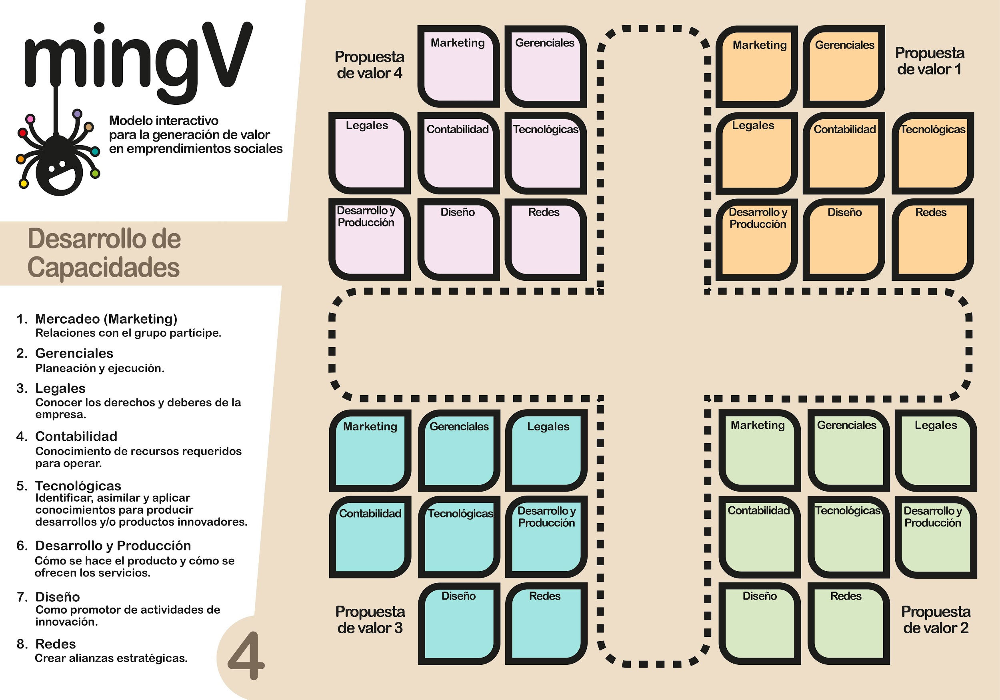 mingV
Modelo interactivo
para la generación de valor
en emprendimientos sociales
Desarrollo de
Capacidades
1. Mercadeo (Marketing)
Relaciones con el grupo partícipe.
2. Gerenciales
Planeación y ejecución.
3. Legales
Conocer los derechos y deberes de la
empresa.
4. Contabilidad
Conocimiento de recursos requeridos
para operar.
5. Tecnológicas
Identificar, asimilar y aplicar
conocimientos para producir
desarrollos y/o productos innovadores.
6. Desarrollo y Producción
Cómo se hace el producto y cómo se
ofrecen los servicios.
7. Diseño
Como promotor de actividades de
innovación.
8. Redes
Crear alianzas estratégicas.
4
Propuesta
de valor 4
Marketing
Gerenciales
Legales
Contabilidad
Tecnológicas
Desarrollo y
Producción
Diseño
Redes
Marketing
Gerenciales
Propuesta
de valor 1
Legales
Contabilidad
Tecnológicas
Desarrollo y
Producción
Diseño
Redes
Marketing
Gerenciales
Legales
Contabilidad
Tecnológicas
Desarrollo y
Producción
Propuesta
de valor 3
Diseño
Redes
Marketing
Gerenciales
Legales
Contabilidad
Tecnológicas
Desarrollo y
Producción
Diseño
Redes
Propuesta
de valor 2